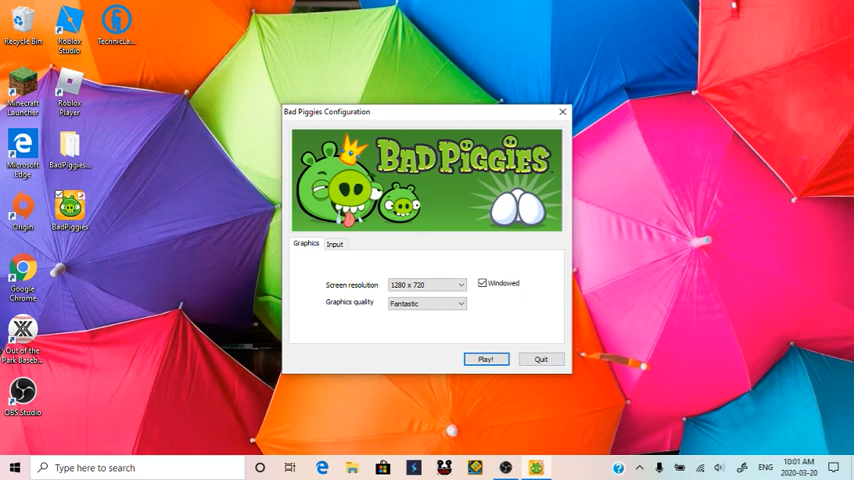 Recycle Bin
Roblox
Studio
TechnicLa...
Minecraft
Launcher
Roblox
Player
Microsoft
Edge
BadPiggies...
Origin
BadPiggies
Google
Chrome
Out of the
Park Baseb...
OBS Studio
Bad Piggies Configuration
BAD PIGGIES
Graphics
Input
Screen resolution
1280 x 720
Windowed
Graphics quality
Fantastic
Play!
Quit
Type here to search
ENG
10:01 AM
2020-03-20